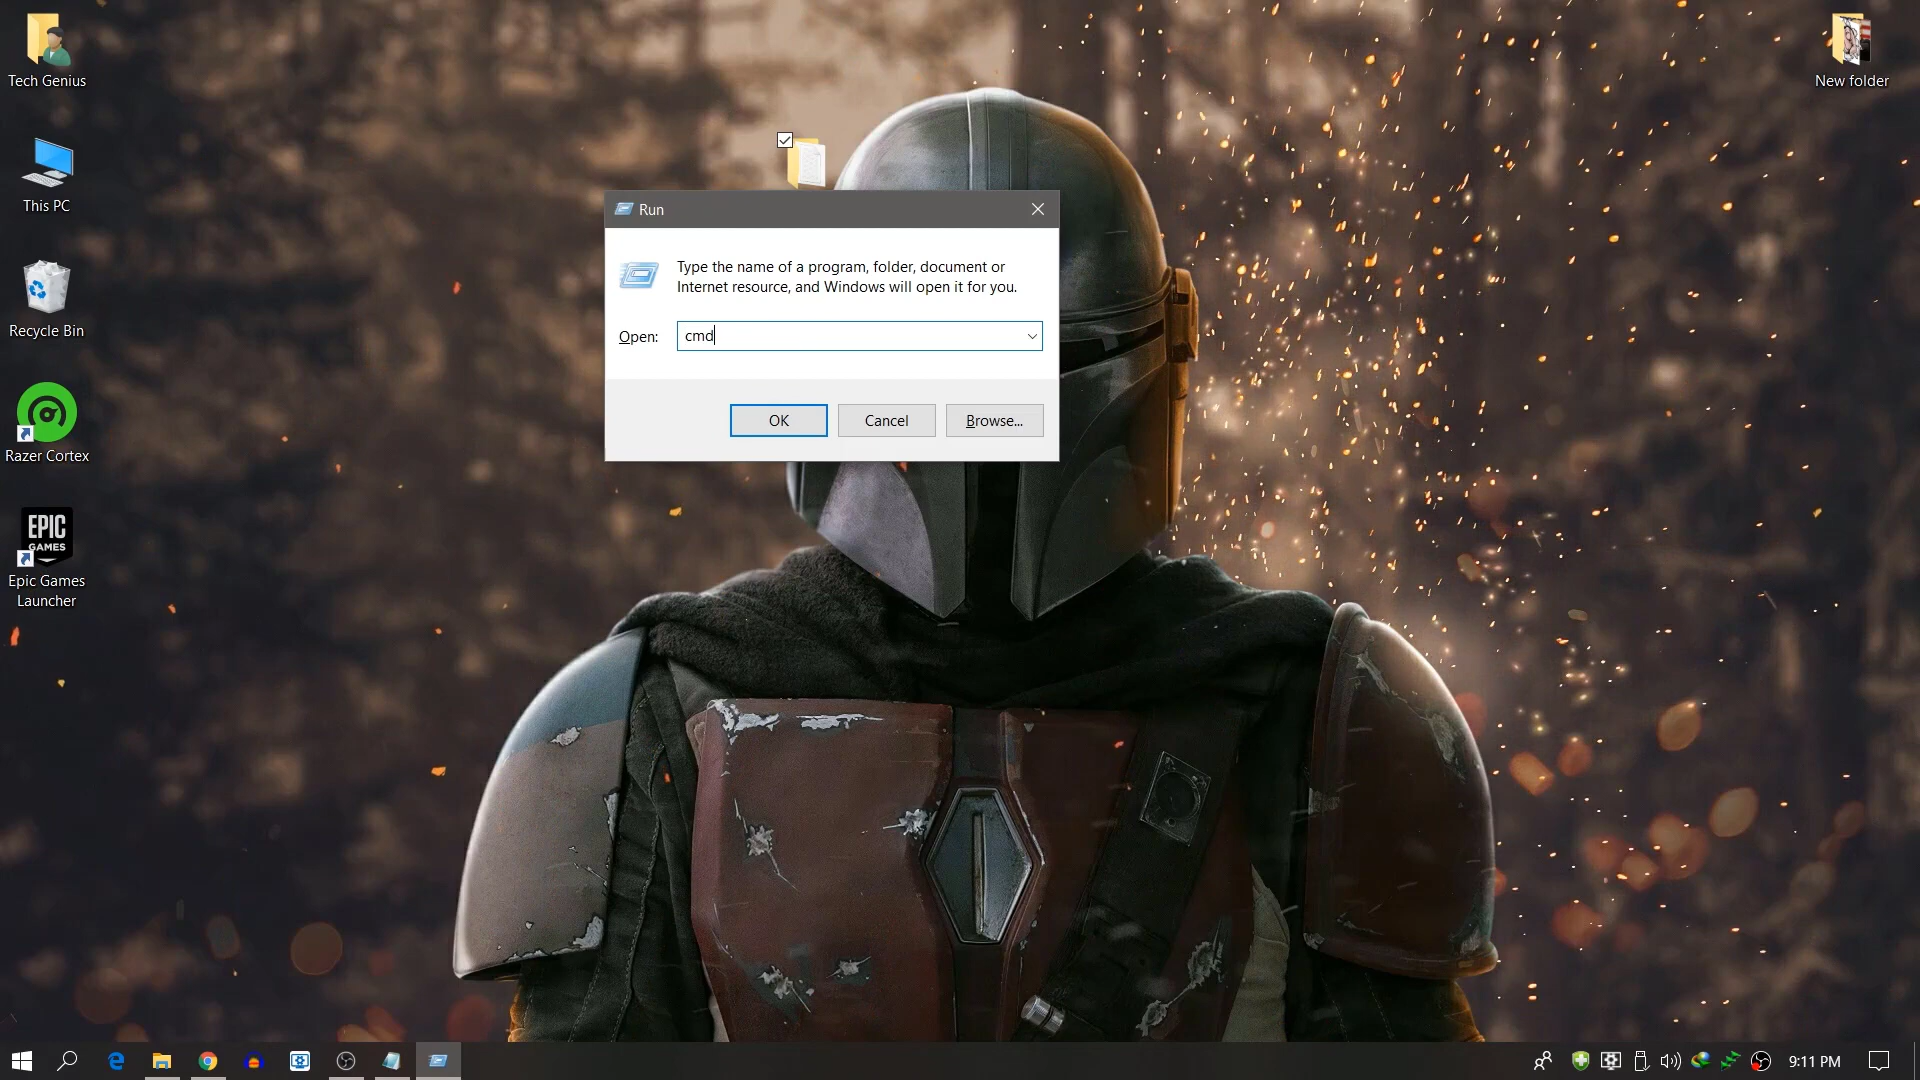 Tech Genius
This PC
Recycle Bin
Razer Cortex
EPIC
GAMES
Epic Games
Launcher
New folder
Run
Type the name of a program, folder, document or
Internet resource, and Windows will open it for you.
Open: cmd
OK Cancel Browse...
9:11 PM